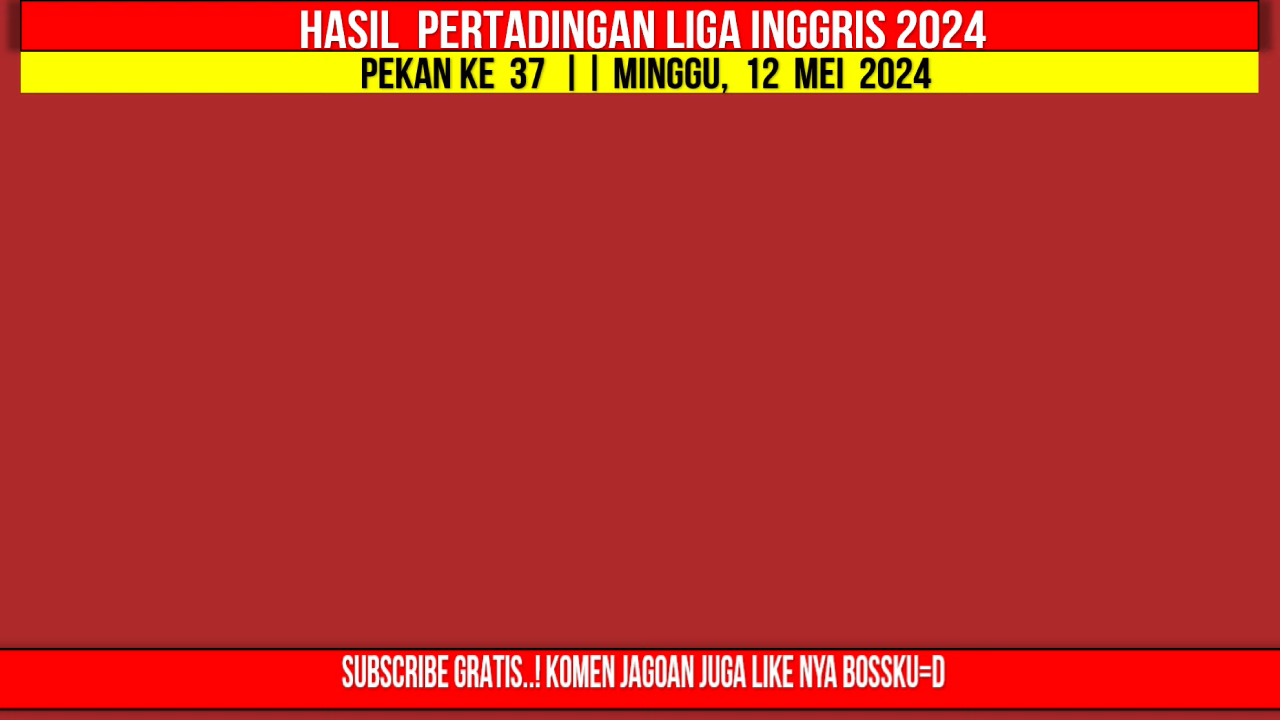 HASIL PERTADINGAN LIGA INGGRIS 2024
PEKAN KE 37 || MINGGU, 12 MEI 2024
SUBSCRIBE GRATIS..! KOMEN JAGOAN JUGA LIKE NYA BOSSKU=D